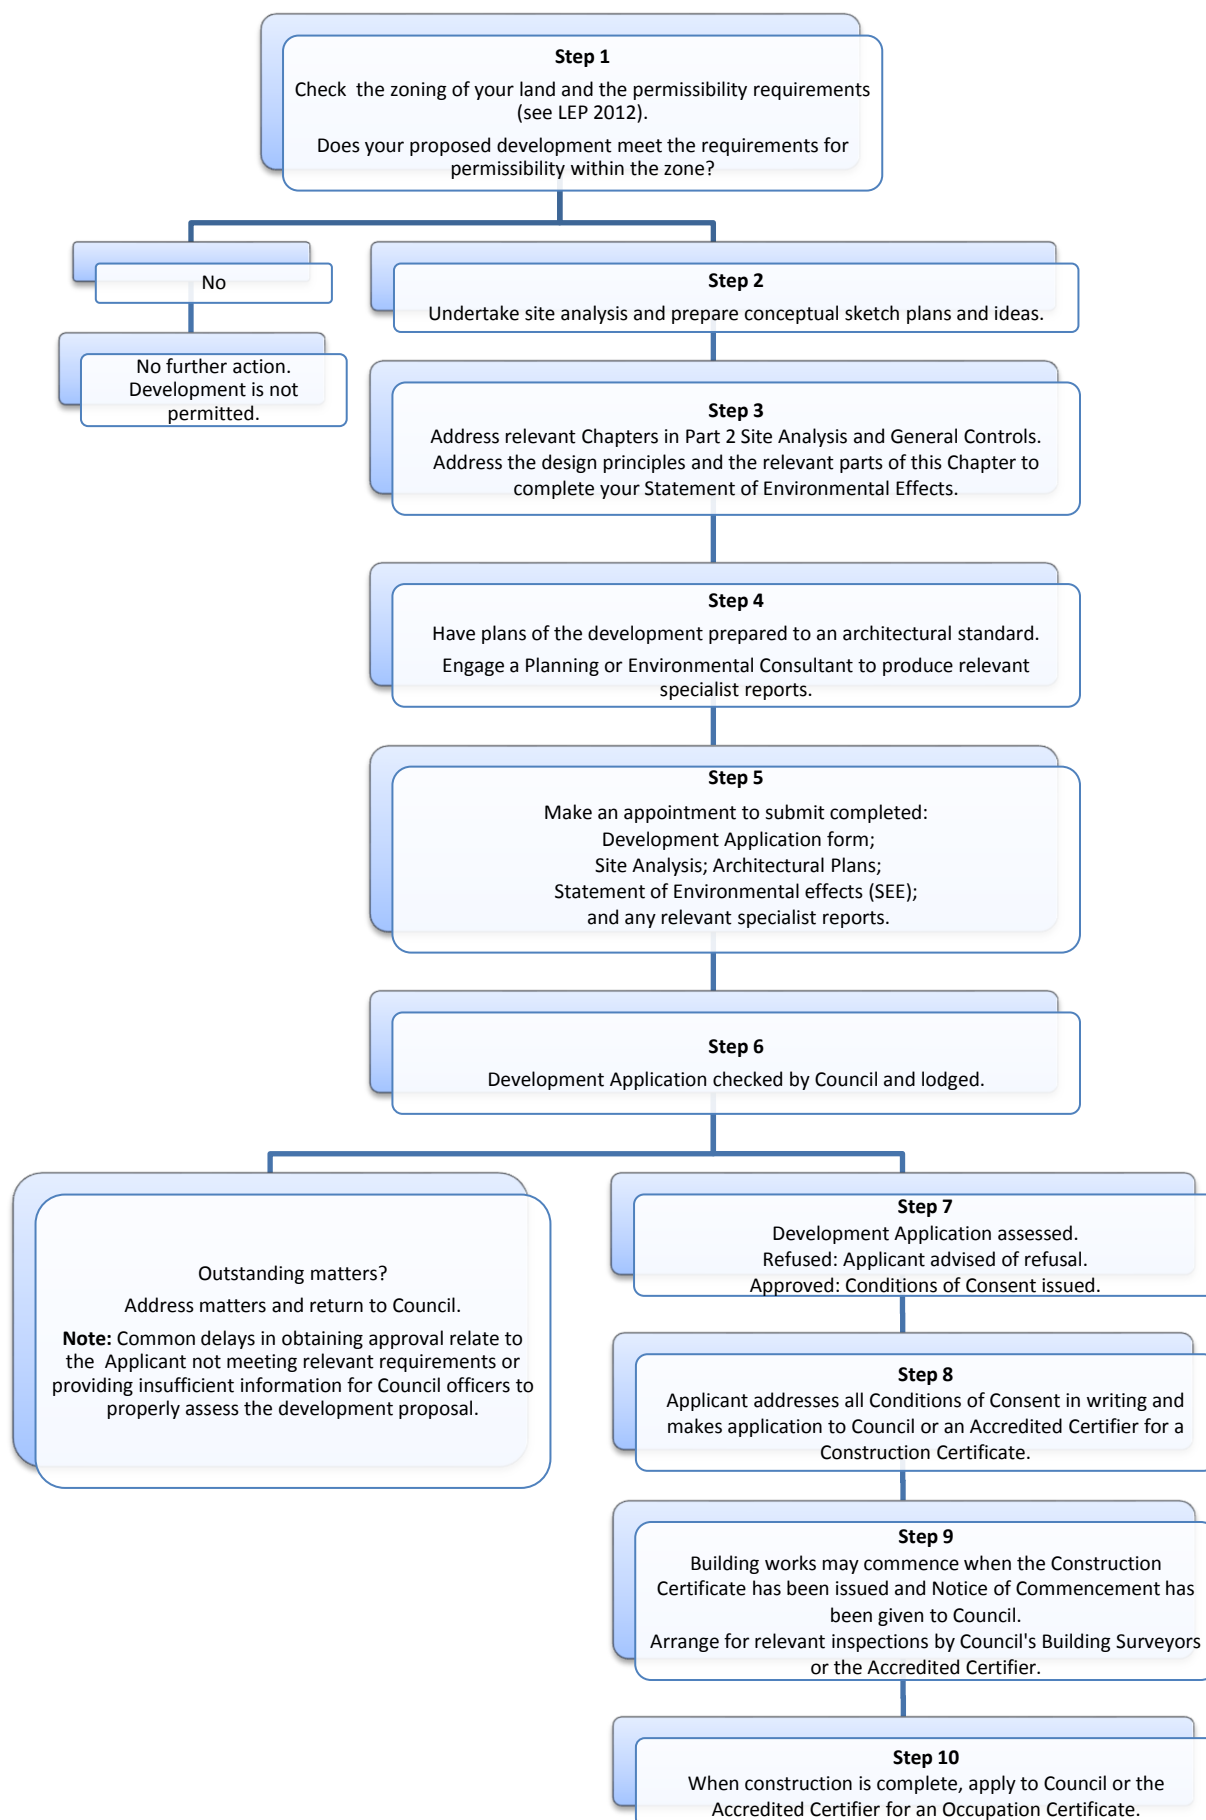 Step 1
Check  the zoning of your land and the permissibility requirements
(see LEP 2012).
Does your proposed development meet the requirements for
permissibility within the zone?
No
No further action.
Development is not
permitted.
Step 2
Undertake site analysis and prepare conceptual sketch plans and ideas.
Step 3
Address relevant Chapters in Part 2 Site Analysis and General Controls.
Address the design principles and the relevant parts of this Chapter to
complete your Statement of Environmental Effects.
Step 4
Have plans of the development prepared to an architectural standard.
Engage a Planning or Environmental Consultant to produce relevant
specialist reports.
Step 5
Make an appointment to submit completed:
Development Application form;
Site Analysis; Architectural Plans;
Statement of Environmental effects (SEE);
and any relevant specialist reports.
Step 6
Development Application checked by Council and lodged.
Outstanding matters?
Address matters and return to Council.
Note: Common delays in obtaining approval relate to
the  Applicant not meeting relevant requirements or
providing insufficient information for Council officers to
properly assess the development proposal.
Step 7
Development Application assessed.
Refused: Applicant advised of refusal.
Approved: Conditions of Consent issued.
Step 8
Applicant addresses all Conditions of Consent in writing and
makes application to Council or an Accredited Certifier for a
Construction Certificate.
Step 9
Building works may commence when the Construction
Certificate has been issued and Notice of Commencement has
been given to Council.
Arrange for relevant inspections by Council's Building Surveyors
or the Accredited Certifier.
Step 10
When construction is complete, apply to Council or the
Accredited Certifier for an Occupation Certificate.